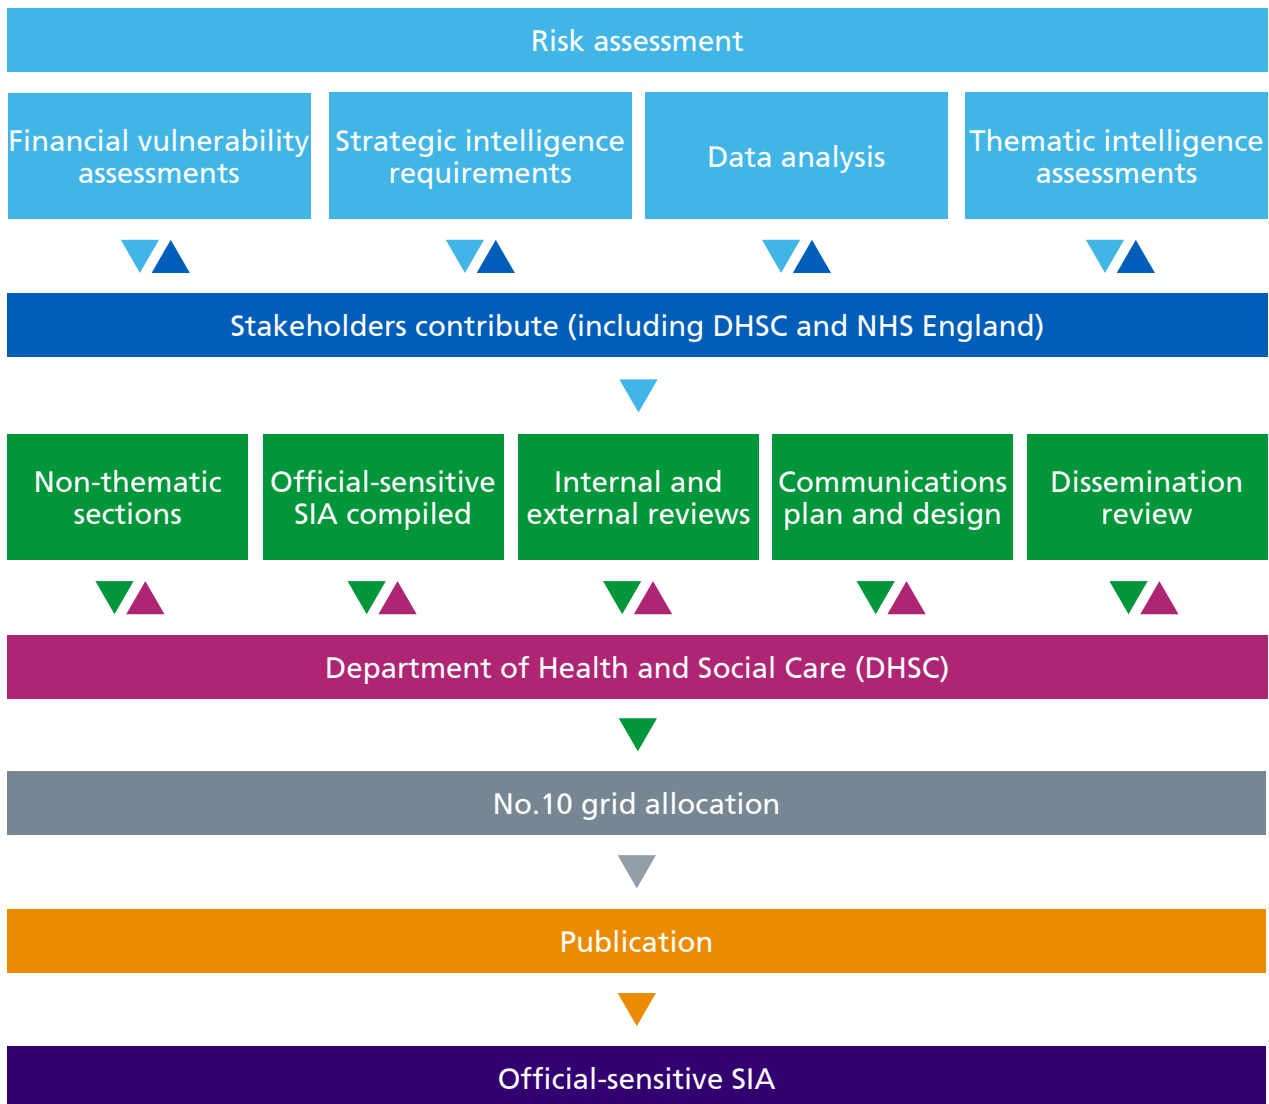 Risk assessment
Financial vulnerability
assessments
Strategic intelligence
requirements
Data analysis
Thematic intelligence
assessments
Stakeholders contribute (including DHSC and NHS England)
Non-thematic
sections
Official-sensitive
SIA compiled
Internal and
external reviews
Communications
plan and design
Dissemination
review
Department of Health and Social Care (DHSC)
No.10 grid allocation
Publication
Official-sensitive SIA